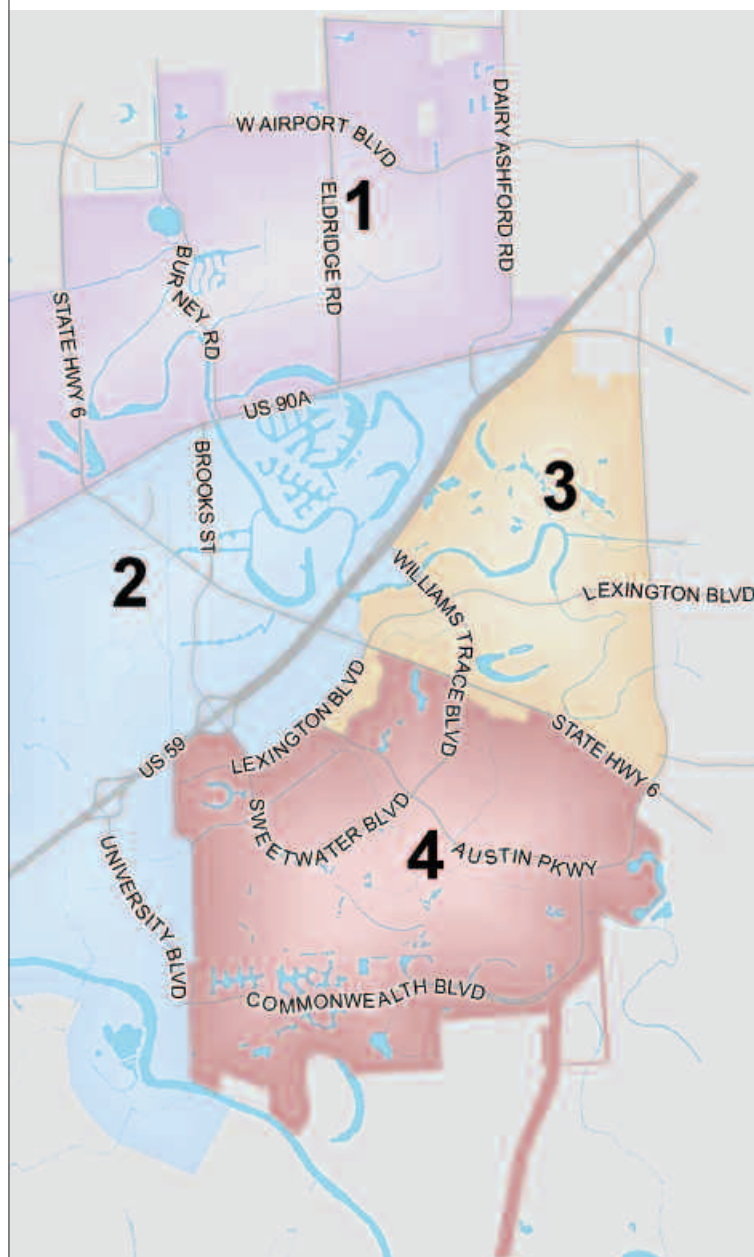 W AIRPORT BLVD
DAIRY ASHFORD RD
1
ELDRIDGE RD
BURNEY RD
STATE HWY 6
US 90A
BROOKS ST
3
2
WILLIAMS TRACE BLVD
LEXINGTON BLVD
LEXINGTON BLVD
STATE HWY 6
US 59
SWEETWATER BLVD
4
AUSTIN PKWY
UNIVERSITY BLVD
COMMONWEALTH BLVD